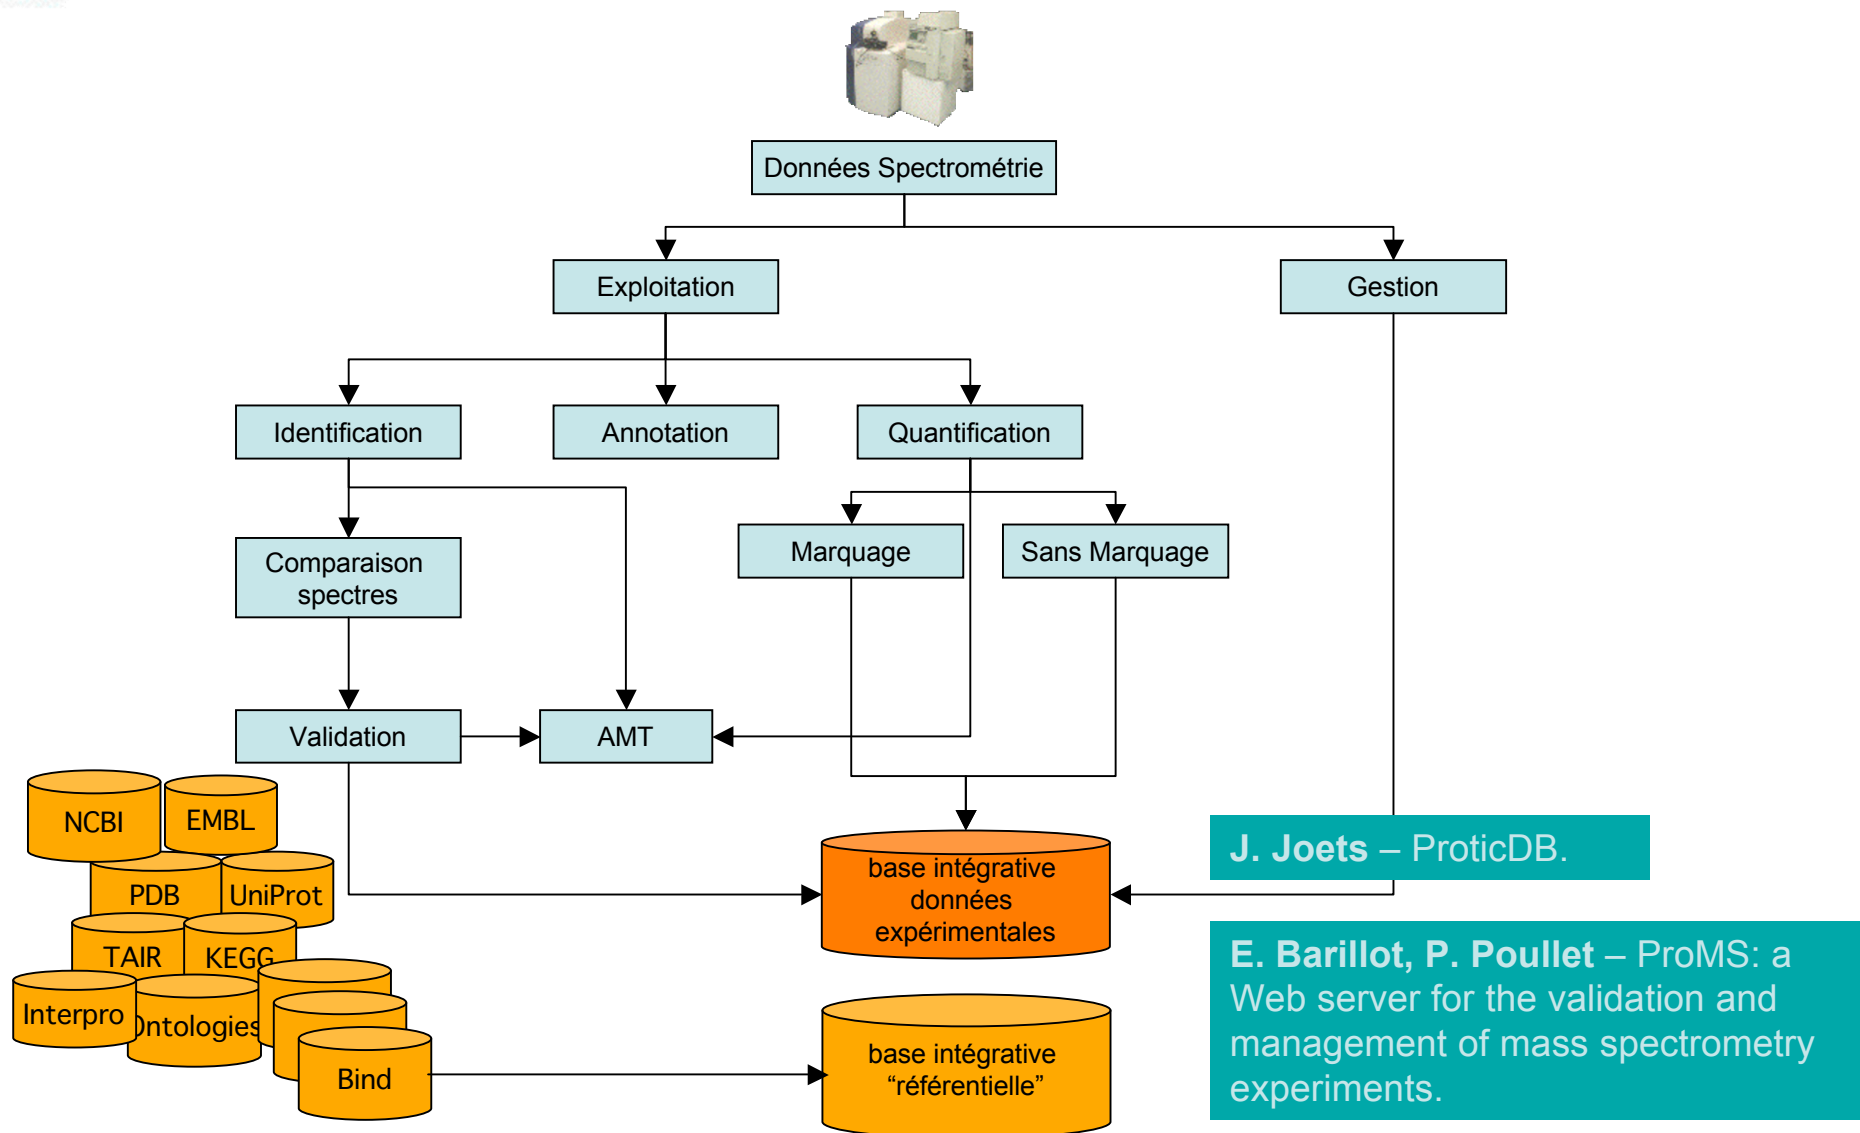 Données Spectrométrie
Exploitation
Gestion
Identification
Annotation
Quantification
Marquage
Sans Marquage
Comparaison
spectres
Validation
AMT
NCBI
EMBL
PDB
UniProt
TAIR
KEGG
Interpro
Ontologies
Bind
base intégrative
données
expérimentales
base intégrative
“référentielle”
J. Joets – ProticDB.
E. Barillot, P. Poullet – ProMS: a
Web server for the validation and
management of mass spectrometry
experiments.